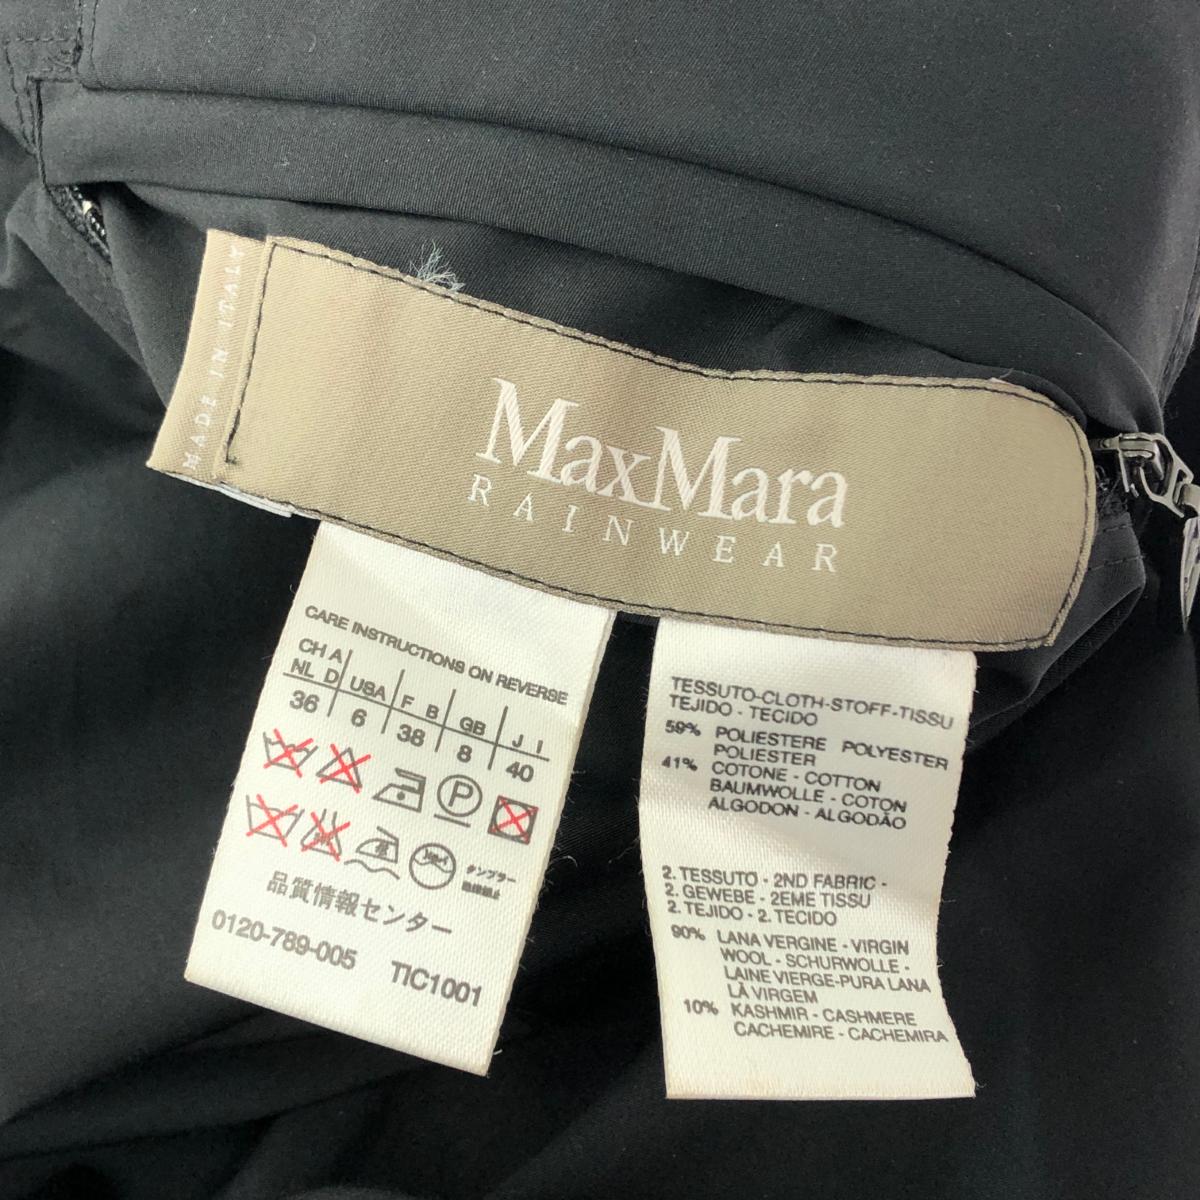 MADE IN ITALY
MaxMara
RAINWEAR
CARE INSTRUCTIONS ON REVERSE
CH A
NL D USA F B GB J I
36 6 38 8 40
P
タンブラー
品質情報センター
0120-789-005 TIC1001
TESSUTO-CLOTH-STOFF-TISSU
TEJIDO - TECIDO
59% POLIESTERE POLYESTER
POLIESTER
41% COTONE - COTTON
BAUMWOLLE - COTON
ALGODON - ALGODÃO
2. TESSUTO - 2ND FABRIC -
2. GEWEBE - 2EME TISSU
2. TEJIDO - 2. TECIDO
90% LANA VERGINE - VIRGIN
WOOL - SCHURWOLLE -
LAINE VIERGE-PURA LANA
LÀ VIRGEM
10% KASHMIR - CASHMERE
CACHEMIRE - CACHEMIRA